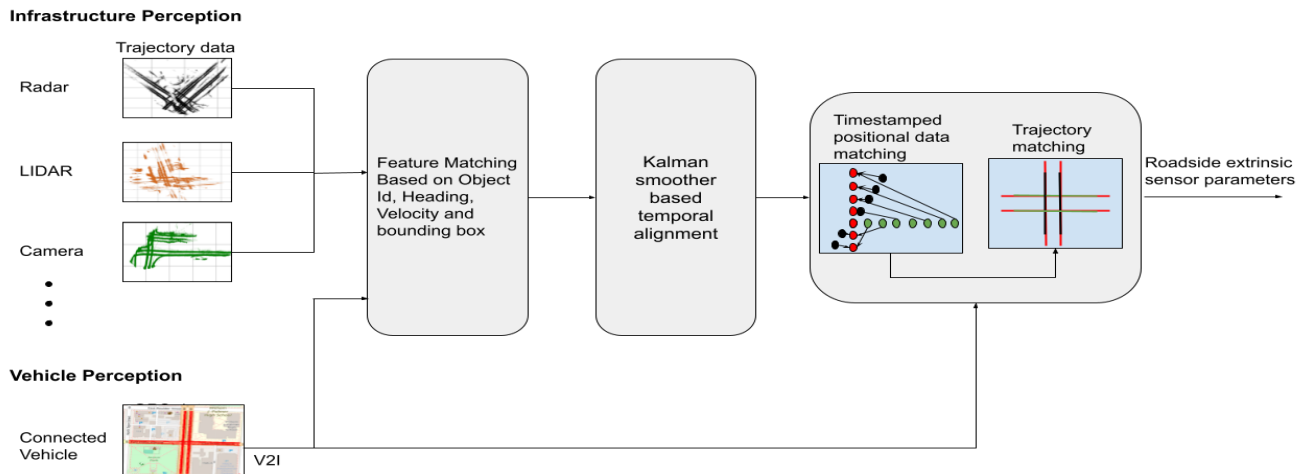 Infrastructure Perception
Trajectory data
Radar
LIDAR
Camera
Feature Matching
Based on Object
Id, Heading,
Velocity and
bounding box
Kalman
smoother
based
temporal
alignment
Timestamped
positional data
matching
Trajectory
matching
Roadside extrinsic
sensor parameters
Vehicle Perception
Connected
Vehicle
V2I